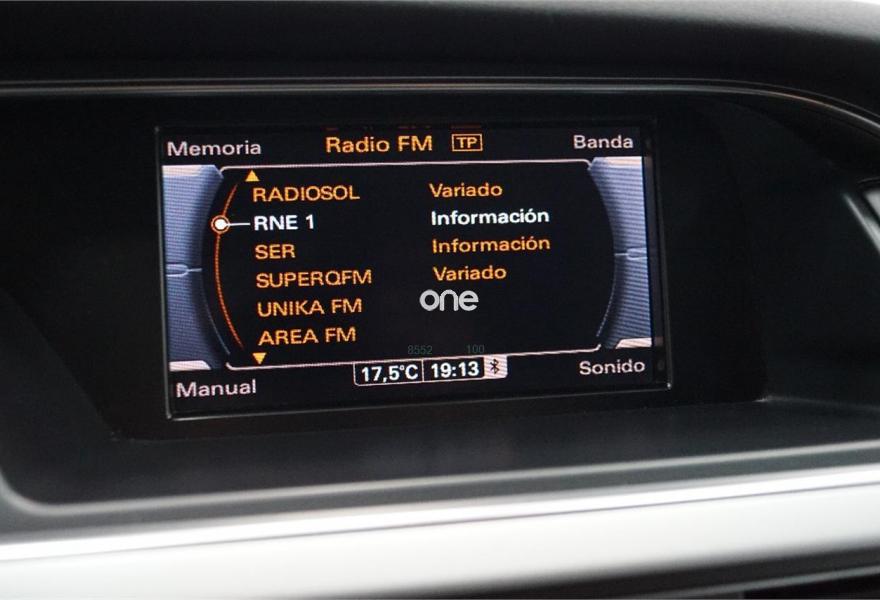 Memoria Radio FM TP Banda
RADIOSOL Variado
RNE 1 Información
SER Información
SUPERQFM Variado
UNIKA FM
one
AREA FM
8552 100
17,5°C 19:13
Manual Sonido